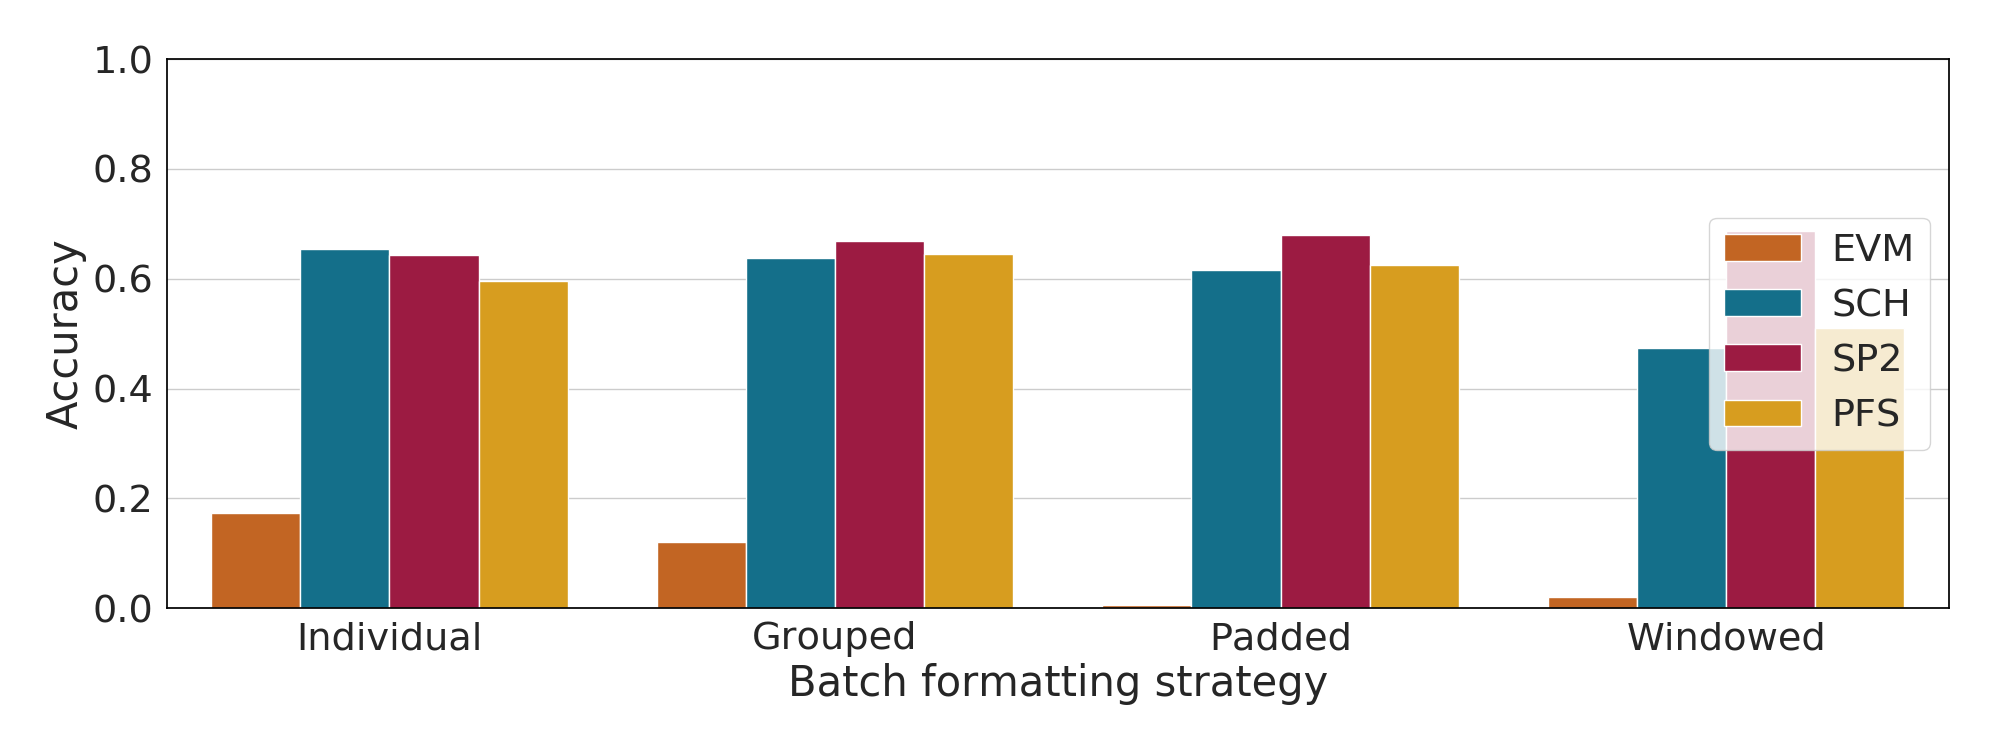 1.0
0.8
0.6
0.4
0.2
0.0
Accuracy
EVM
SCH
SP2
PFS
Individual
Grouped
Padded
Windowed
Batch formatting strategy